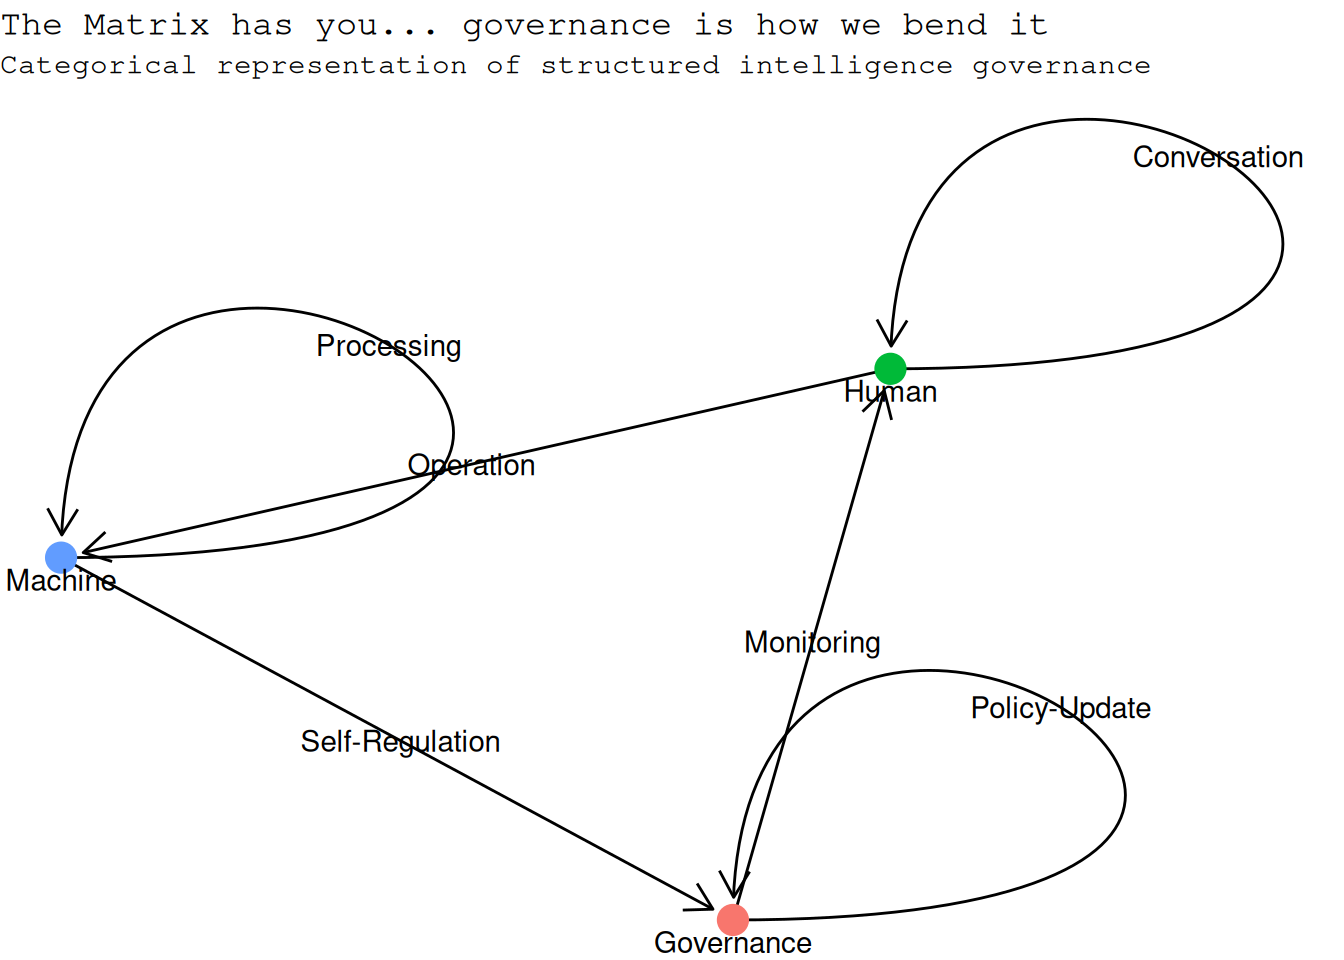 The Matrix has you... governance is how we bend it
Categorical representation of structured intelligence governance
Conversation
Processing
Human
Operation
Machine
Monitoring
Policy-Update
Self-Regulation
Governance